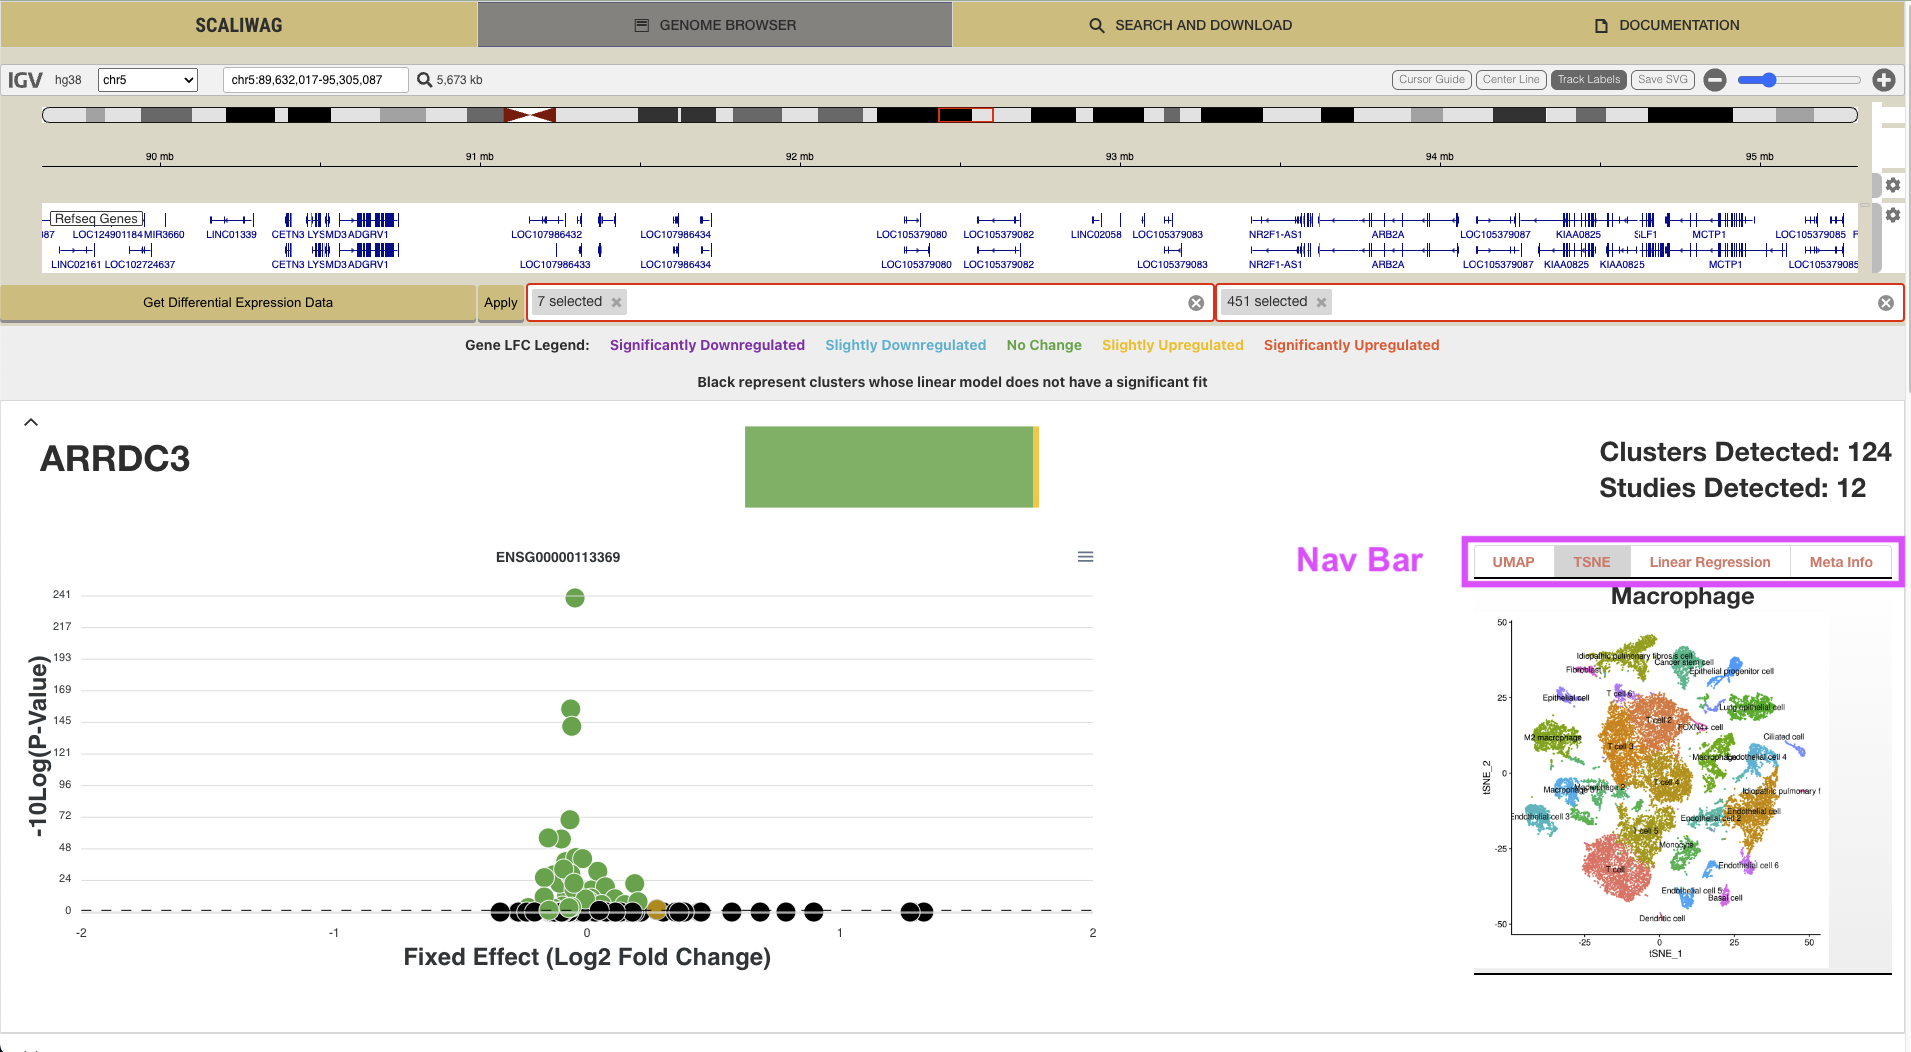 SCALIWAG
GENOME BROWSER
SEARCH AND DOWNLOAD
DOCUMENTATION
IGV hg38 chr5 chr5:89,632,017-95,305,087 5,673 kb
Cursor Guide Center Line Track Labels Save SVG
90 mb 91 mb 92 mb 93 mb 94 mb 95 mb
Refseq Genes
LOC124901184 MIR3660 LINC01339 CETN3 LYSMD3 ADGRV1 LOC107986432 LOC107986434 LOC105379080 LOC105379082 LINC02058 LOC105379083 NR2F1-AS1 ARB2A LOC105379087 KIAA0825 SLF1 MCTP1 LOC105379085
LINC02161 LOC102724637 CETN3 LYSMD3 ADGRV1 LOC107986433 LOC107986434 LOC105379080 LOC105379082 LOC105379083 NR2F1-AS1 ARB2A LOC105379087 KIAA0825 KIAA0825 MCTP1 LOC105379085
Get Differential Expression Data Apply 7 selected 451 selected
Gene LFC Legend: Significantly Downregulated Slightly Downregulated No Change Slightly Upregulated Significantly Upregulated
Black represent clusters whose linear model does not have a significant fit
ARRDC3
Clusters Detected: 124
Studies Detected: 12
ENSG00000113369
Nav Bar
UMAP TSNE Linear Regression Meta Info
-10Log(P-Value)
241
217
193
169
145
121
96
72
48
24
0
-2 -1 0 1 2
Fixed Effect (Log2 Fold Change)
Macrophage
tSNE_2
50
25
0
-25
-50
Idiopathic pulmonary fibrosis cell
Cancer stem cell
Fibroblast
Epithelial progenitor cell
T cell 6
Epithelial cell
Lung epithelial cell
T cell 2
FOXN4+ cell
M2 macrophage
Ciliated cell
T cell 3
Macrophage
Endothelial cell 4
T cell 4
Macrophage 2
Idiopathic pulmonary f
Endothelial cell
Endothelial cell 3
Endothelial cell 2
T cell 5
Monocyte
Endothelial cell 6
T cell
Endothelial cell 5
Basal cell
Dendritic cell
-25 0 25 50
tSNE_1